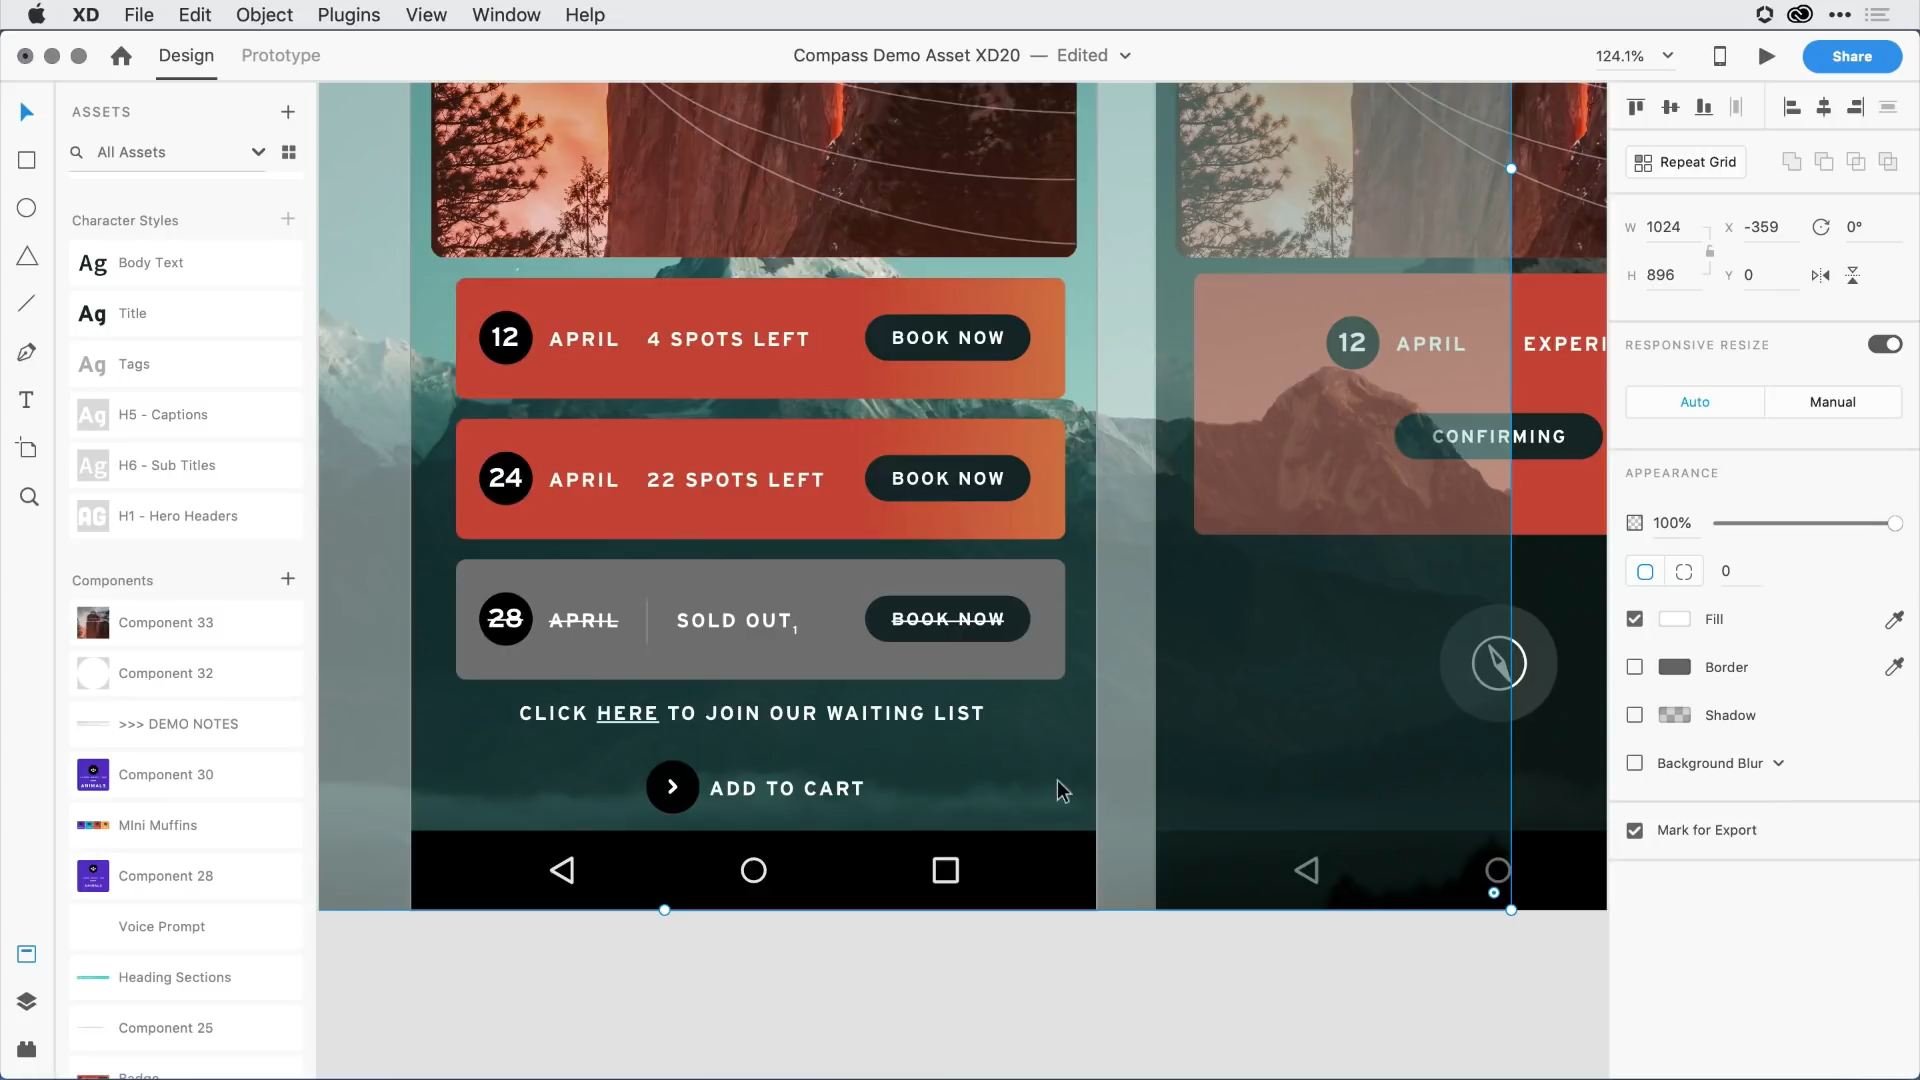 XD File Edit Object Plugins View Window Help
Design Prototype Compass Demo Asset XD20 — Edited 124.1% Share
ASSETS
All Assets
Character Styles
Ag Body Text
Ag Title
Ag Tags
Ag H5 - Captions
Ag H6 - Sub Titles
AG H1 - Hero Headers
Components
Component 33
Component 32
>>> DEMO NOTES
Component 30
MIni Muffins
Component 28
Voice Prompt
Heading Sections
Component 25
Badge
12 APRIL 4 SPOTS LEFT BOOK NOW
24 APRIL 22 SPOTS LEFT BOOK NOW
28 APRIL SOLD OUT1 BOOK NOW
CLICK HERE TO JOIN OUR WAITING LIST
ADD TO CART
12 APRIL EXPERI
CONFIRMING
Repeat Grid
W 1024 X -359 0°
H 896 Y 0
RESPONSIVE RESIZE
Auto Manual
APPEARANCE
100%
0
Fill
Border
Shadow
Background Blur
Mark for Export